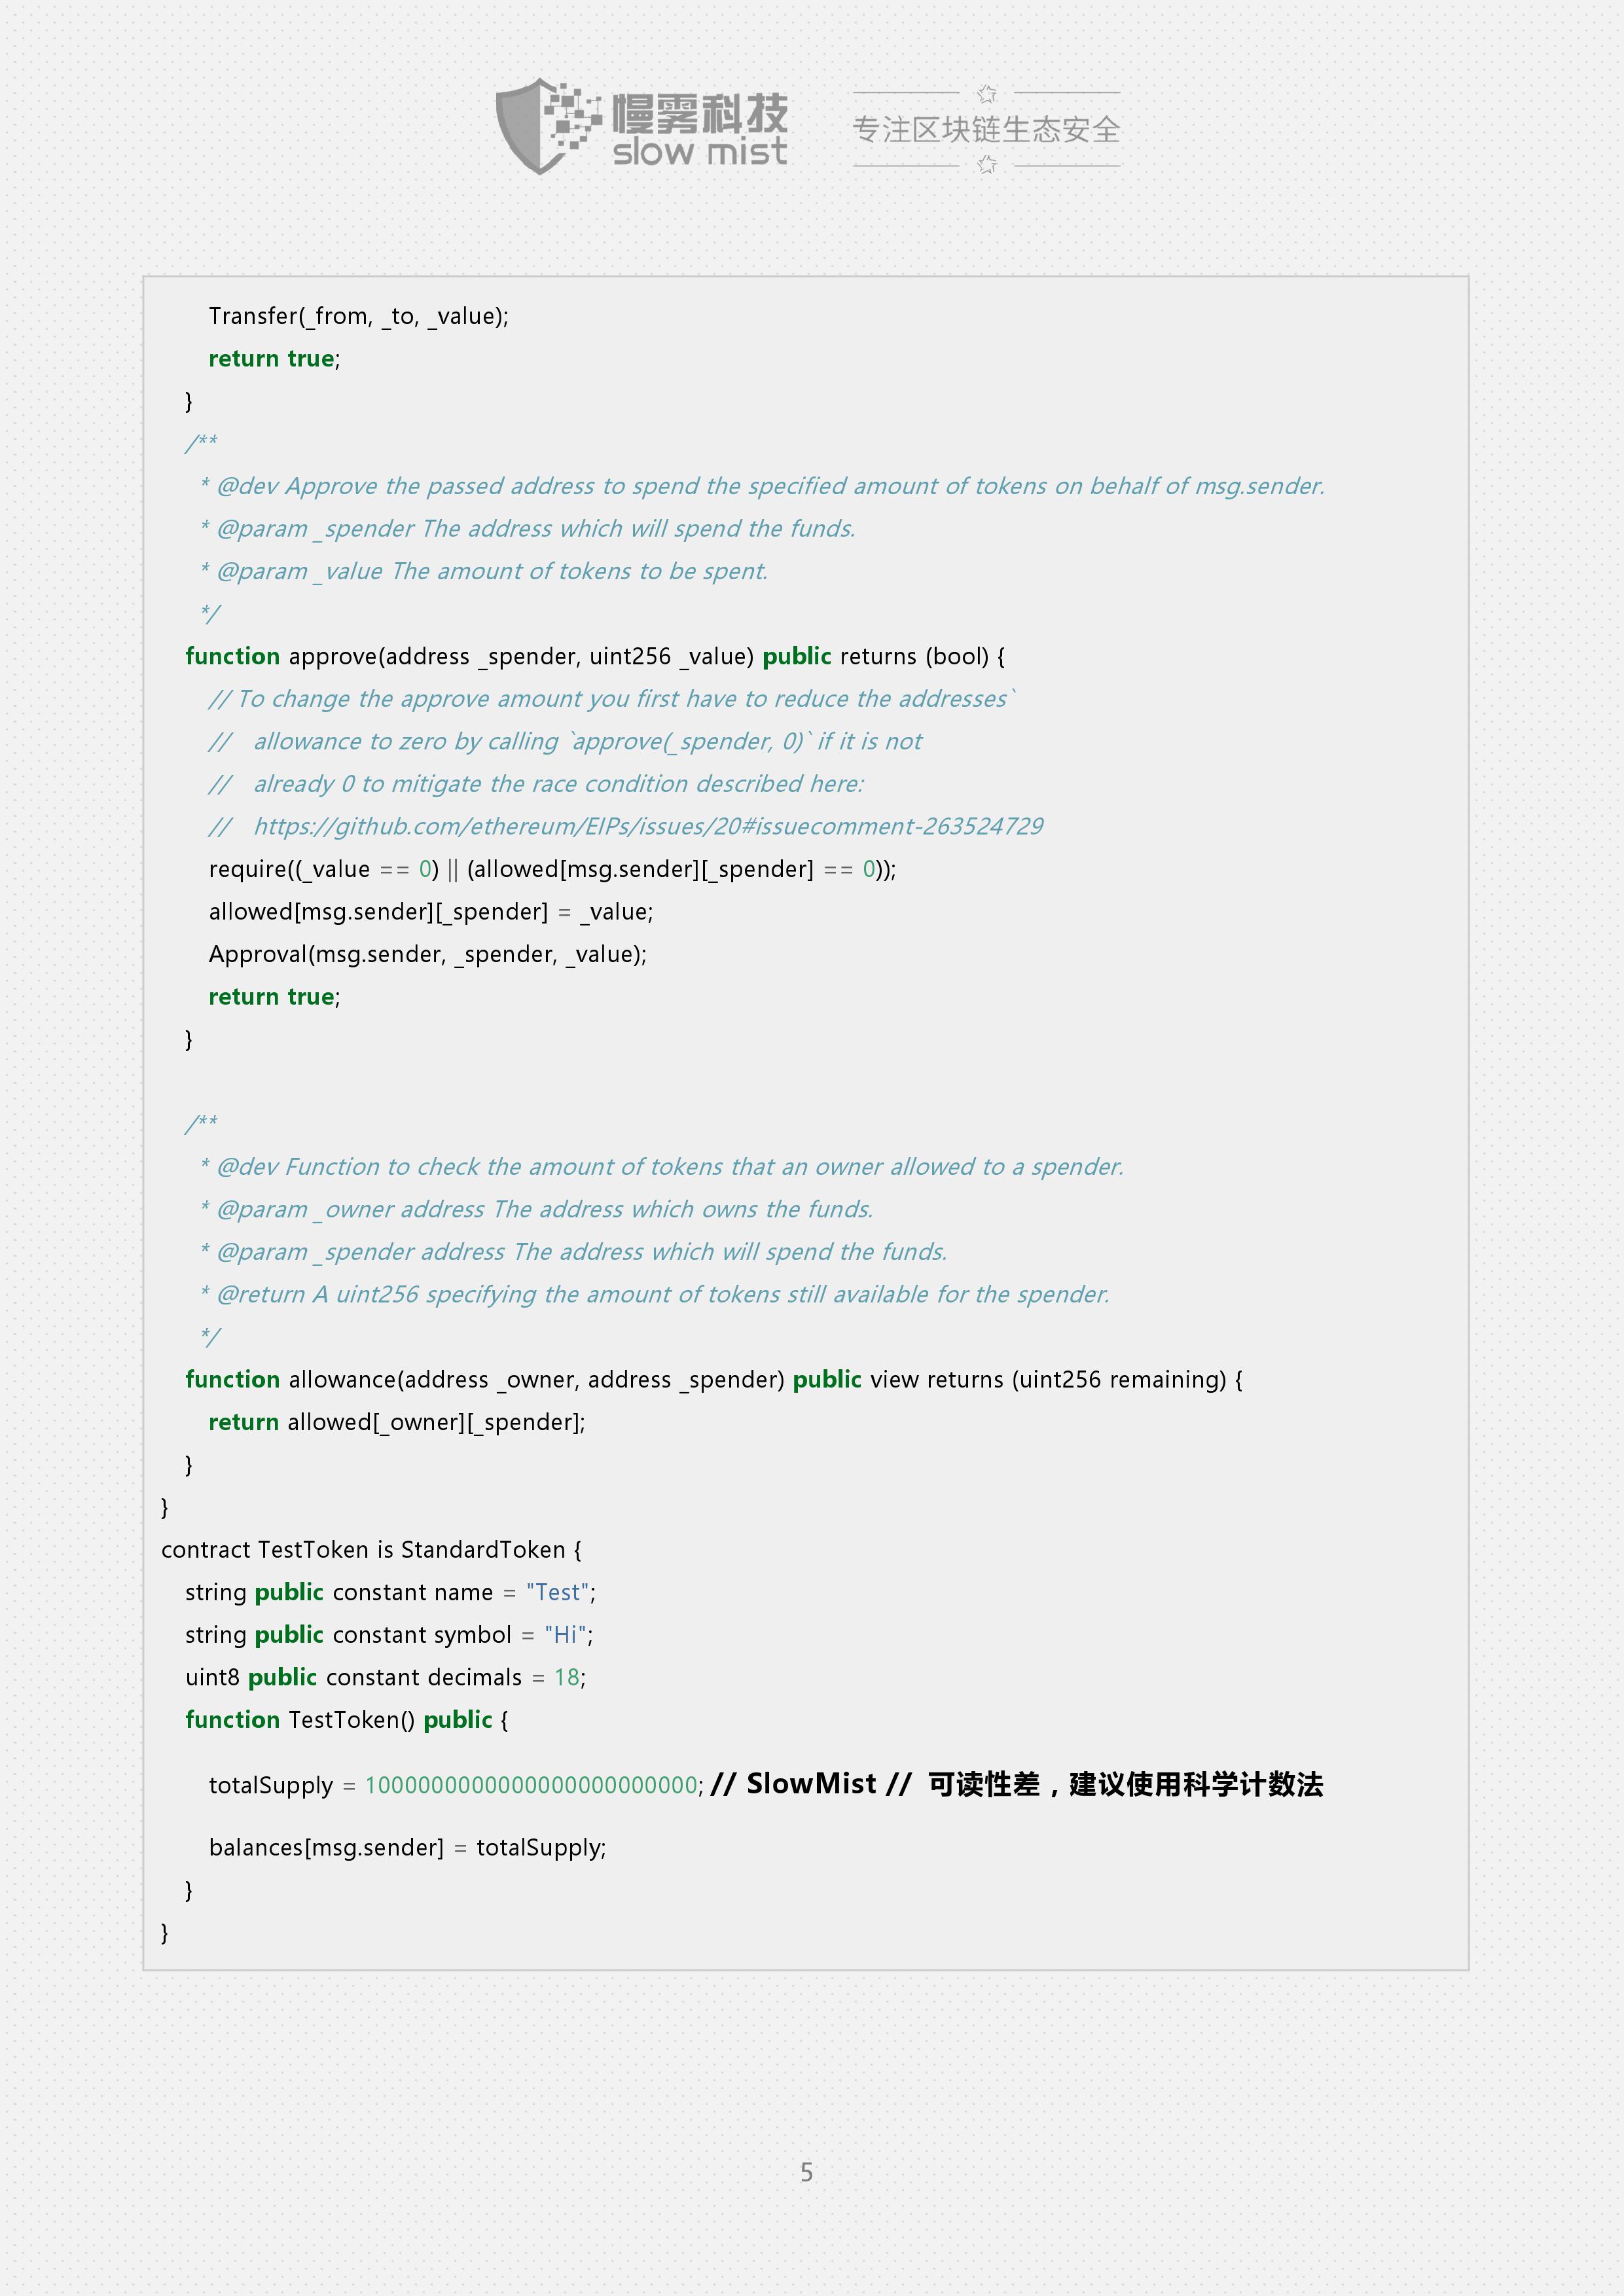 慢雾科技
slow mist
专注区块链生态安全
Transfer(_from, _to, _value);
return true;
}
/**
* @dev Approve the passed address to spend the specified amount of tokens on behalf of msg.sender.
* @param _spender The address which will spend the funds.
* @param _value The amount of tokens to be spent.
*/
function approve(address _spender, uint256 _value) public returns (bool) {
// To change the approve amount you first have to reduce the addresses`
// allowance to zero by calling `approve(_spender, 0)` if it is not
// already 0 to mitigate the race condition described here:
// https://github.com/ethereum/EIPs/issues/20#issuecomment-263524729
require((_value == 0) || (allowed[msg.sender][_spender] == 0));
allowed[msg.sender][_spender] = _value;
Approval(msg.sender, _spender, _value);
return true;
}
/**
* @dev Function to check the amount of tokens that an owner allowed to a spender.
* @param _owner address The address which owns the funds.
* @param _spender address The address which will spend the funds.
* @return A uint256 specifying the amount of tokens still available for the spender.
*/
function allowance(address _owner, address _spender) public view returns (uint256 remaining) {
return allowed[_owner][_spender];
}
}
contract TestToken is StandardToken {
string public constant name = "Test";
string public constant symbol = "Hi";
uint8 public constant decimals = 18;
function TestToken() public {
totalSupply = 1000000000000000000000000; // SlowMist // 可读性差，建议使用科学计数法
balances[msg.sender] = totalSupply;
}
}
5